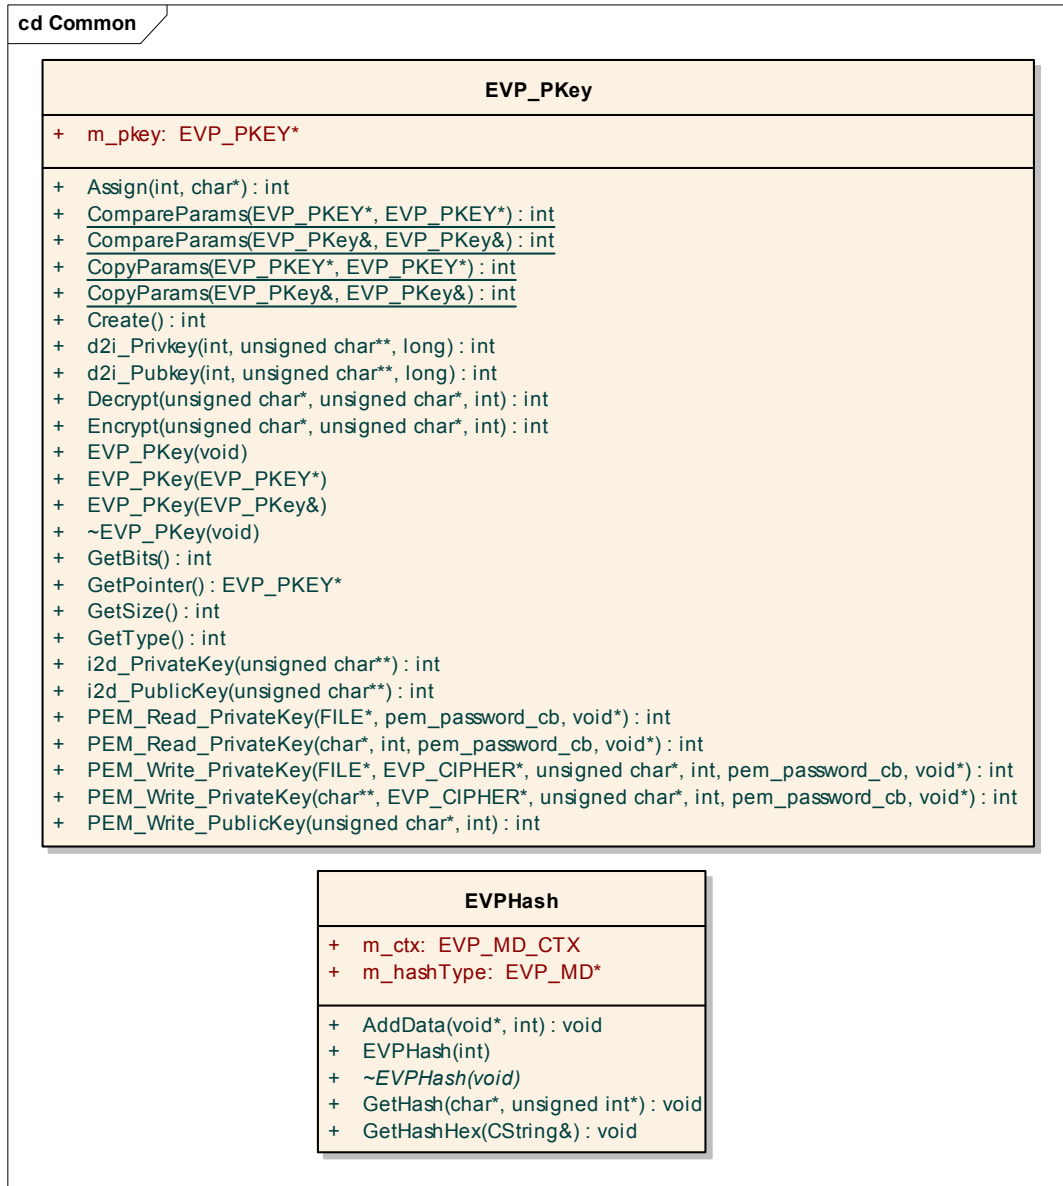 cd Common
EVP_PKey
+ m_pkey: EVP_PKEY*
+ Assign(int, char*) : int
+ CompareParams(EVP_PKEY*, EVP_PKEY*) : int
+ CompareParams(EVP_PKey&, EVP_PKey&) : int
+ CopyParams(EVP_PKEY*, EVP_PKEY*) : int
+ CopyParams(EVP_PKey&, EVP_PKey&) : int
+ Create() : int
+ d2i_Privkey(int, unsigned char**, long) : int
+ d2i_Pubkey(int, unsigned char**, long) : int
+ Decrypt(unsigned char*, unsigned char*, int) : int
+ Encrypt(unsigned char*, unsigned char*, int) : int
+ EVP_PKey(void)
+ EVP_PKey(EVP_PKEY*)
+ EVP_PKey(EVP_PKey&)
+ ~EVP_PKey(void)
+ GetBits() : int
+ GetPointer() : EVP_PKEY*
+ GetSize() : int
+ GetType() : int
+ i2d_PrivateKey(unsigned char**) : int
+ i2d_PublicKey(unsigned char**) : int
+ PEM_Read_PrivateKey(FILE*, pem_password_cb, void*) : int
+ PEM_Read_PrivateKey(char*, int, pem_password_cb, void*) : int
+ PEM_Write_PrivateKey(FILE*, EVP_CIPHER*, unsigned char*, int, pem_password_cb, void*) : int
+ PEM_Write_PrivateKey(char**, EVP_CIPHER*, unsigned char*, int, pem_password_cb, void*) : int
+ PEM_Write_PublicKey(unsigned char*, int) : int
EVPHash
+ m_ctx: EVP_MD_CTX
+ m_hashType: EVP_MD*
+ AddData(void*, int) : void
+ EVPHash(int)
+ ~EVPHash(void)
+ GetHash(char*, unsigned int*) : void
+ GetHashHex(CString&) : void